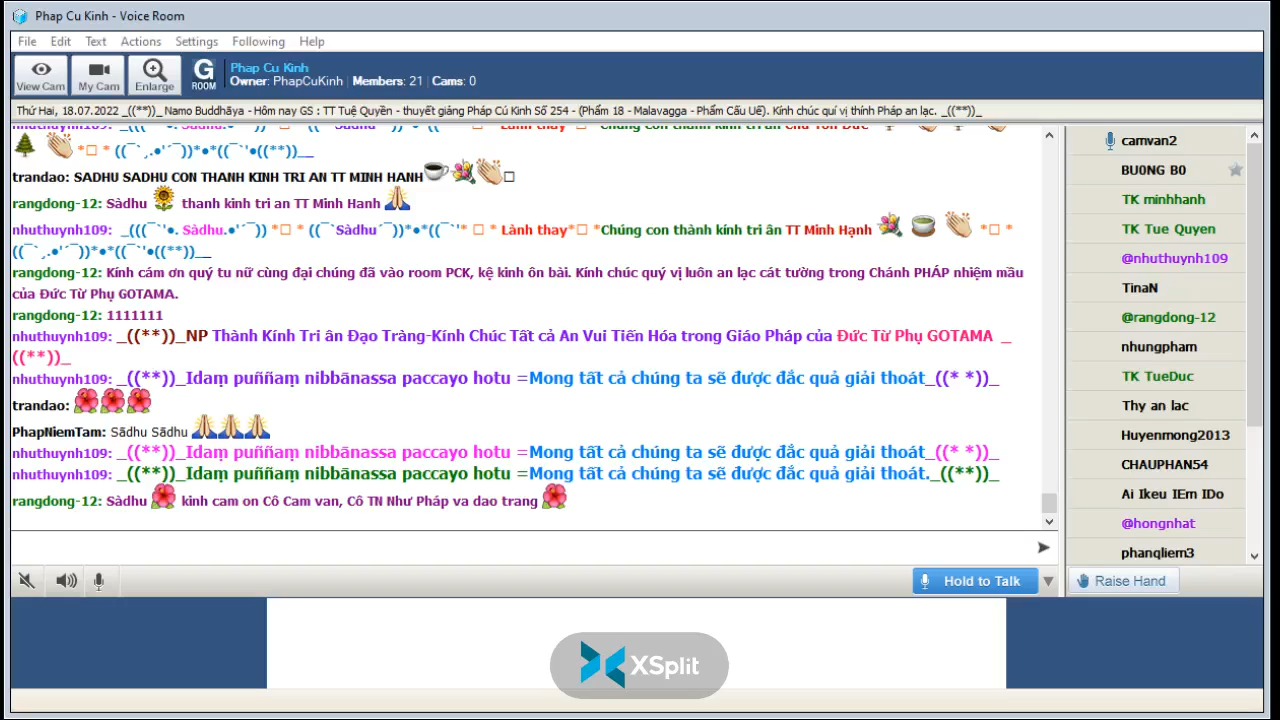 Phap Cu Kinh - Voice Room
File Edit Text Actions Settings Following Help
View Cam My Cam Enlarge G ROOM
Phap Cu Kinh
Owner: PhapCuKinh Members: 21 Cams: 0
Thứ Hai, 18.07.2022 _((**))_ Namo Buddhāya - Hôm nay GS : TT Tuệ Quyền - thuyết giảng Pháp Cú Kinh Số 254 - (Phẩm 18 - Malavagga - Phẩm Cấu Uế). Kính chúc quí vị thính Pháp an lạc. _((**))_
nhuthuynh109: _(((¯`'•. Sàdhu.•'´¯)) *□ * ((¯`Sàdhu´¯))*•*((¯`'* □ * Lành thay*□ *Chúng con thành kính tri ân
*□ * ((¯`¸.•'´¯))*•*((¯`'•((**))__
trandao: SADHU SADHU CON THANH KINH TRI AN TT MINH HANH □
rangdong-12: Sàdhu thanh kinh tri an TT Minh Hanh
nhuthuynh109: _(((¯`'•. Sàdhu.•'´¯)) *□ * ((¯`Sàdhu´¯))*•*((¯`'* □ * Lành thay*□ *Chúng con thành kính tri ân TT Minh Hạnh *□ *
((¯`¸.•'´¯))*•*((¯`'•((**))__
rangdong-12: Kính cám ơn quý tu nữ cùng đại chúng đã vào room PCK, kệ kinh ôn bài. Kính chúc quý vị luôn an lạc cát tường trong Chánh PHÁP nhiệm mầu
của Đức Từ Phụ GOTAMA.
rangdong-12: 1111111
nhuthuynh109: _((**))_NP Thành Kính Tri ân Đạo Tràng-Kính Chúc Tất cả An Vui Tiến Hóa trong Giáo Pháp của Đức Từ Phụ GOTAMA _
((**))_
nhuthuynh109: _((**))_Idaṃ puññaṃ nibbānassa paccayo hotu =Mong tất cả chúng ta sẽ được đắc quả giải thoát_((* *))_
trandao:
PhapNiemTam: Sādhu Sādhu
nhuthuynh109: _((**))_Idaṃ puññaṃ nibbānassa paccayo hotu =Mong tất cả chúng ta sẽ được đắc quả giải thoát_((* *))_
nhuthuynh109: _((**))_Idaṃ puññaṃ nibbānassa paccayo hotu =Mong tất cả chúng ta sẽ được đắc quả giải thoát._((**))_
rangdong-12: Sàdhu kinh cam on Cô Cam van, Cô TN Như Pháp va dao trang
camvan2
BU0NG B0
TK minhhanh
TK Tue Quyen
@nhuthuynh109
TinaN
@rangdong-12
nhungpham
TK TueDuc
Thy an lac
Huyenmong2013
CHAUPHAN54
Ai Ikeu IEm IDo
@hongnhat
phanqliem3
Hold to Talk
Raise Hand
XSplit